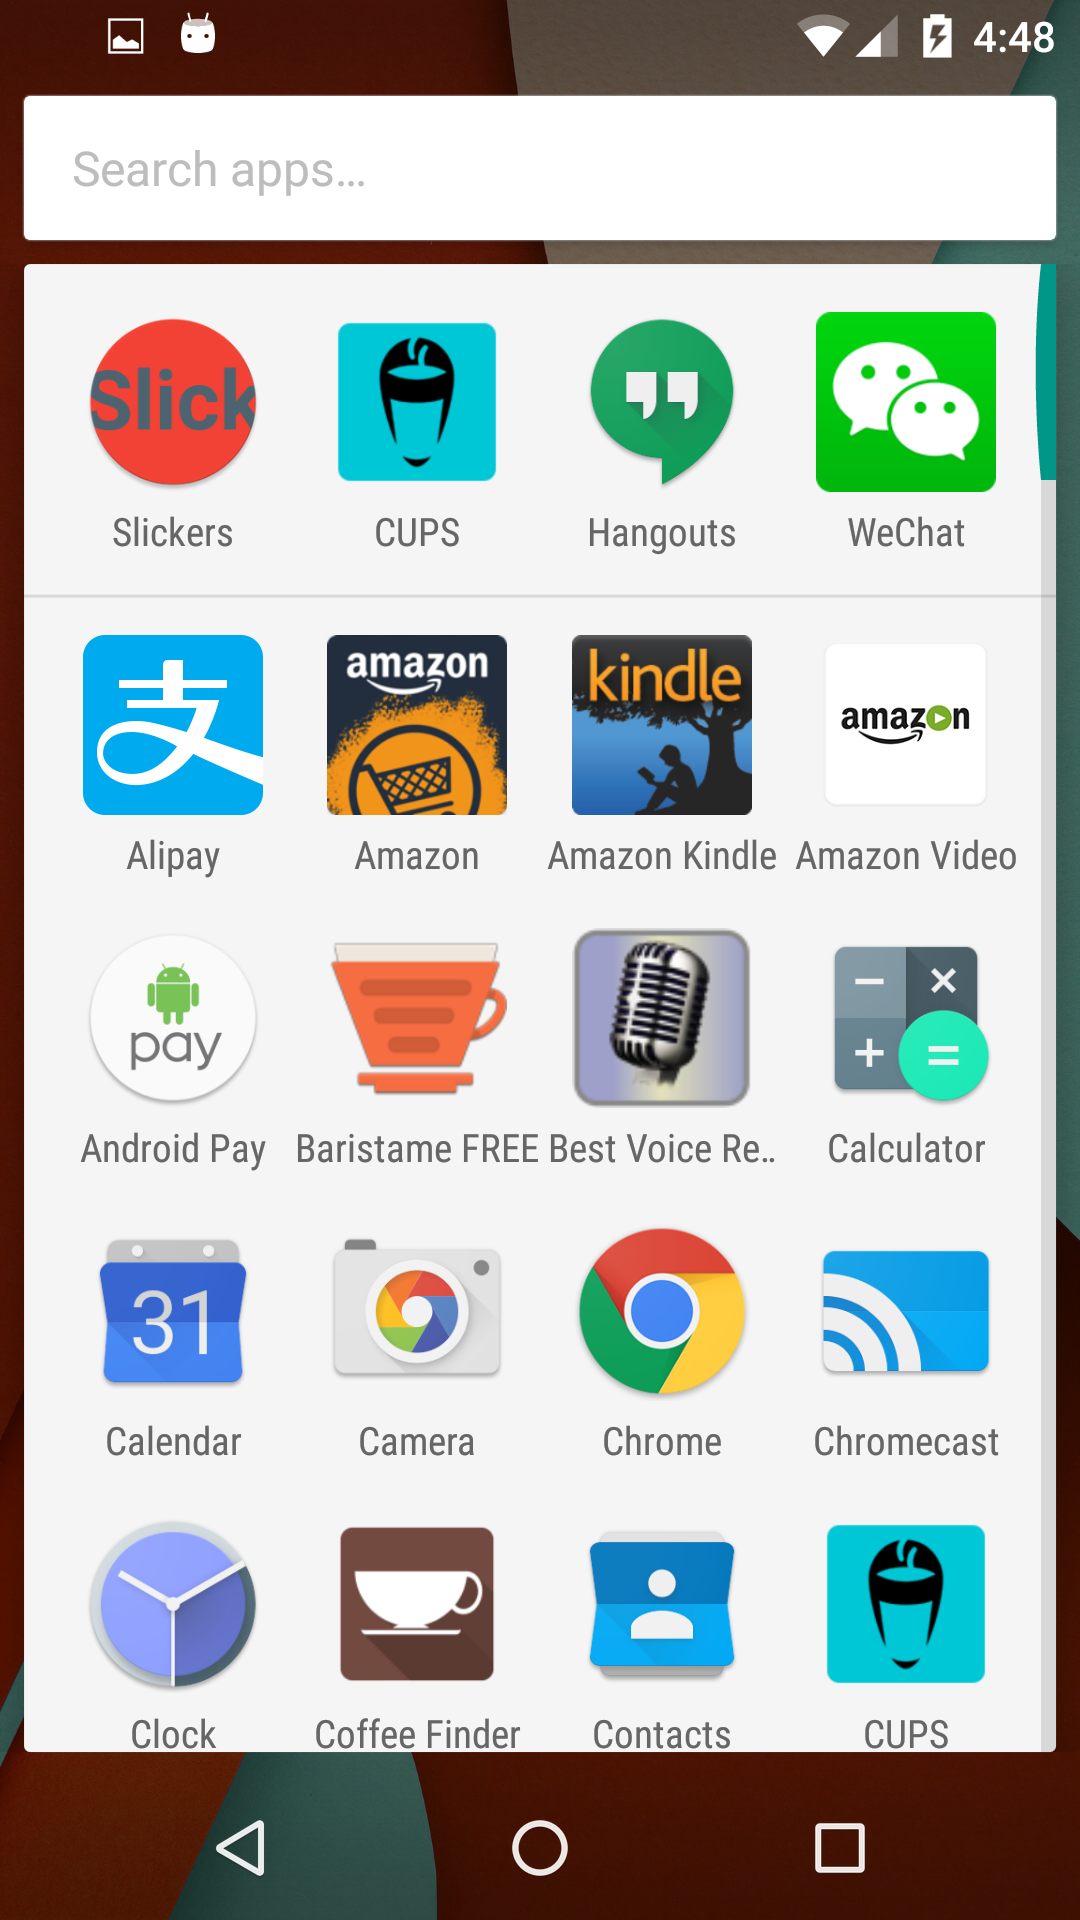 4:48
Search apps...
Slick
Slickers
CUPS
Hangouts
WeChat
支
amazon
kindle
amazon
Alipay
Amazon
Amazon Kindle
Amazon Video
pay
Android Pay
Baristame FREE
Best Voice Re..
Calculator
31
Calendar
Camera
Chrome
Chromecast
Clock
Coffee Finder
Contacts
CUPS